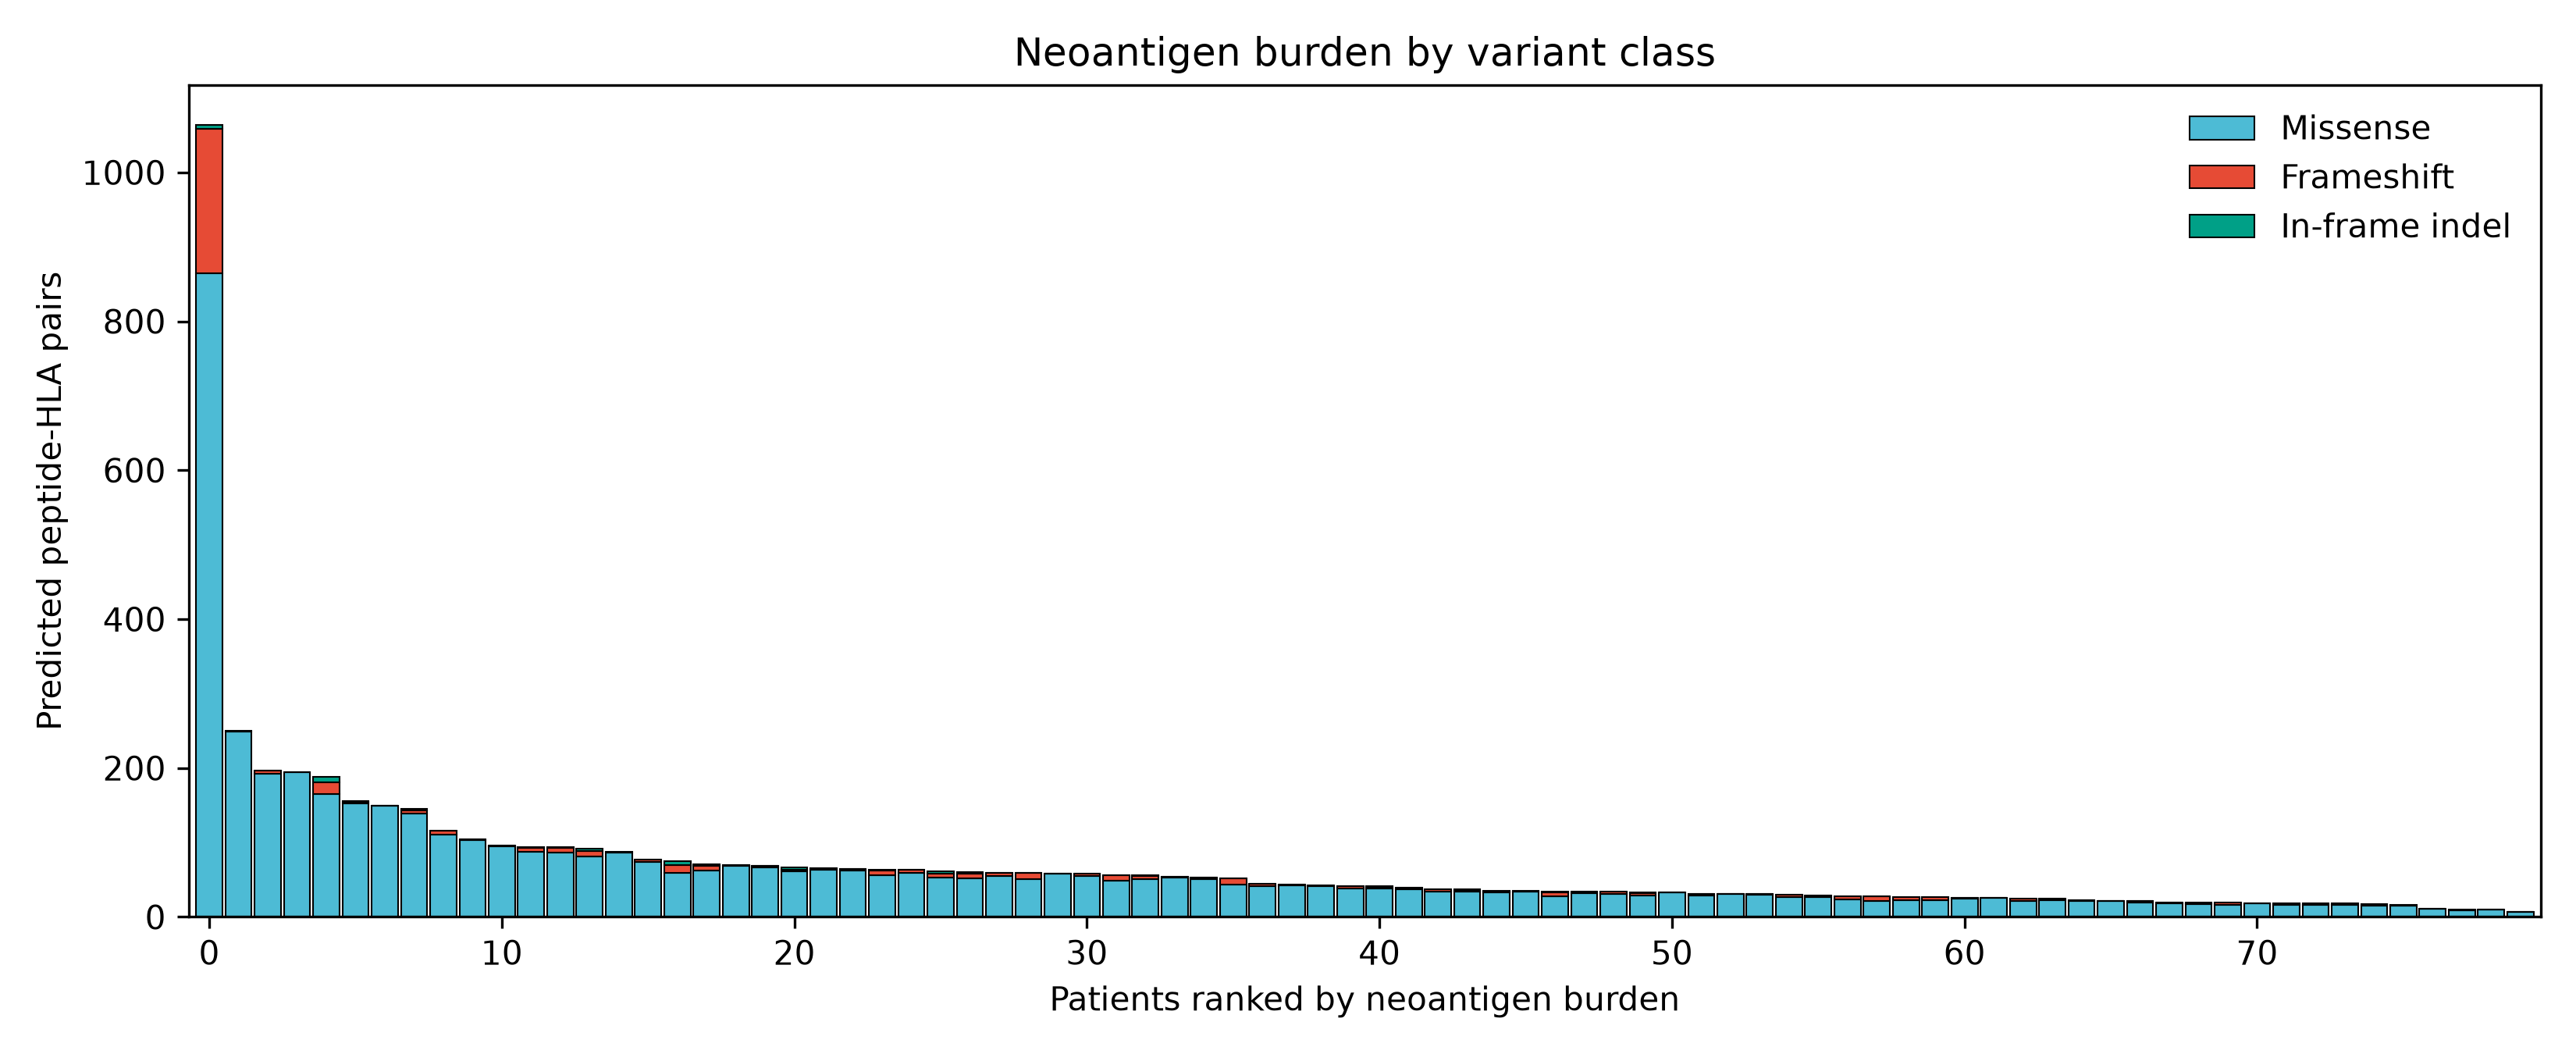 Neoantigen burden by variant class
Missense
Frameshift
In-frame indel
Predicted peptide-HLA pairs
1000
800
600
400
200
0
0 10 20 30 40 50 60 70
Patients ranked by neoantigen burden